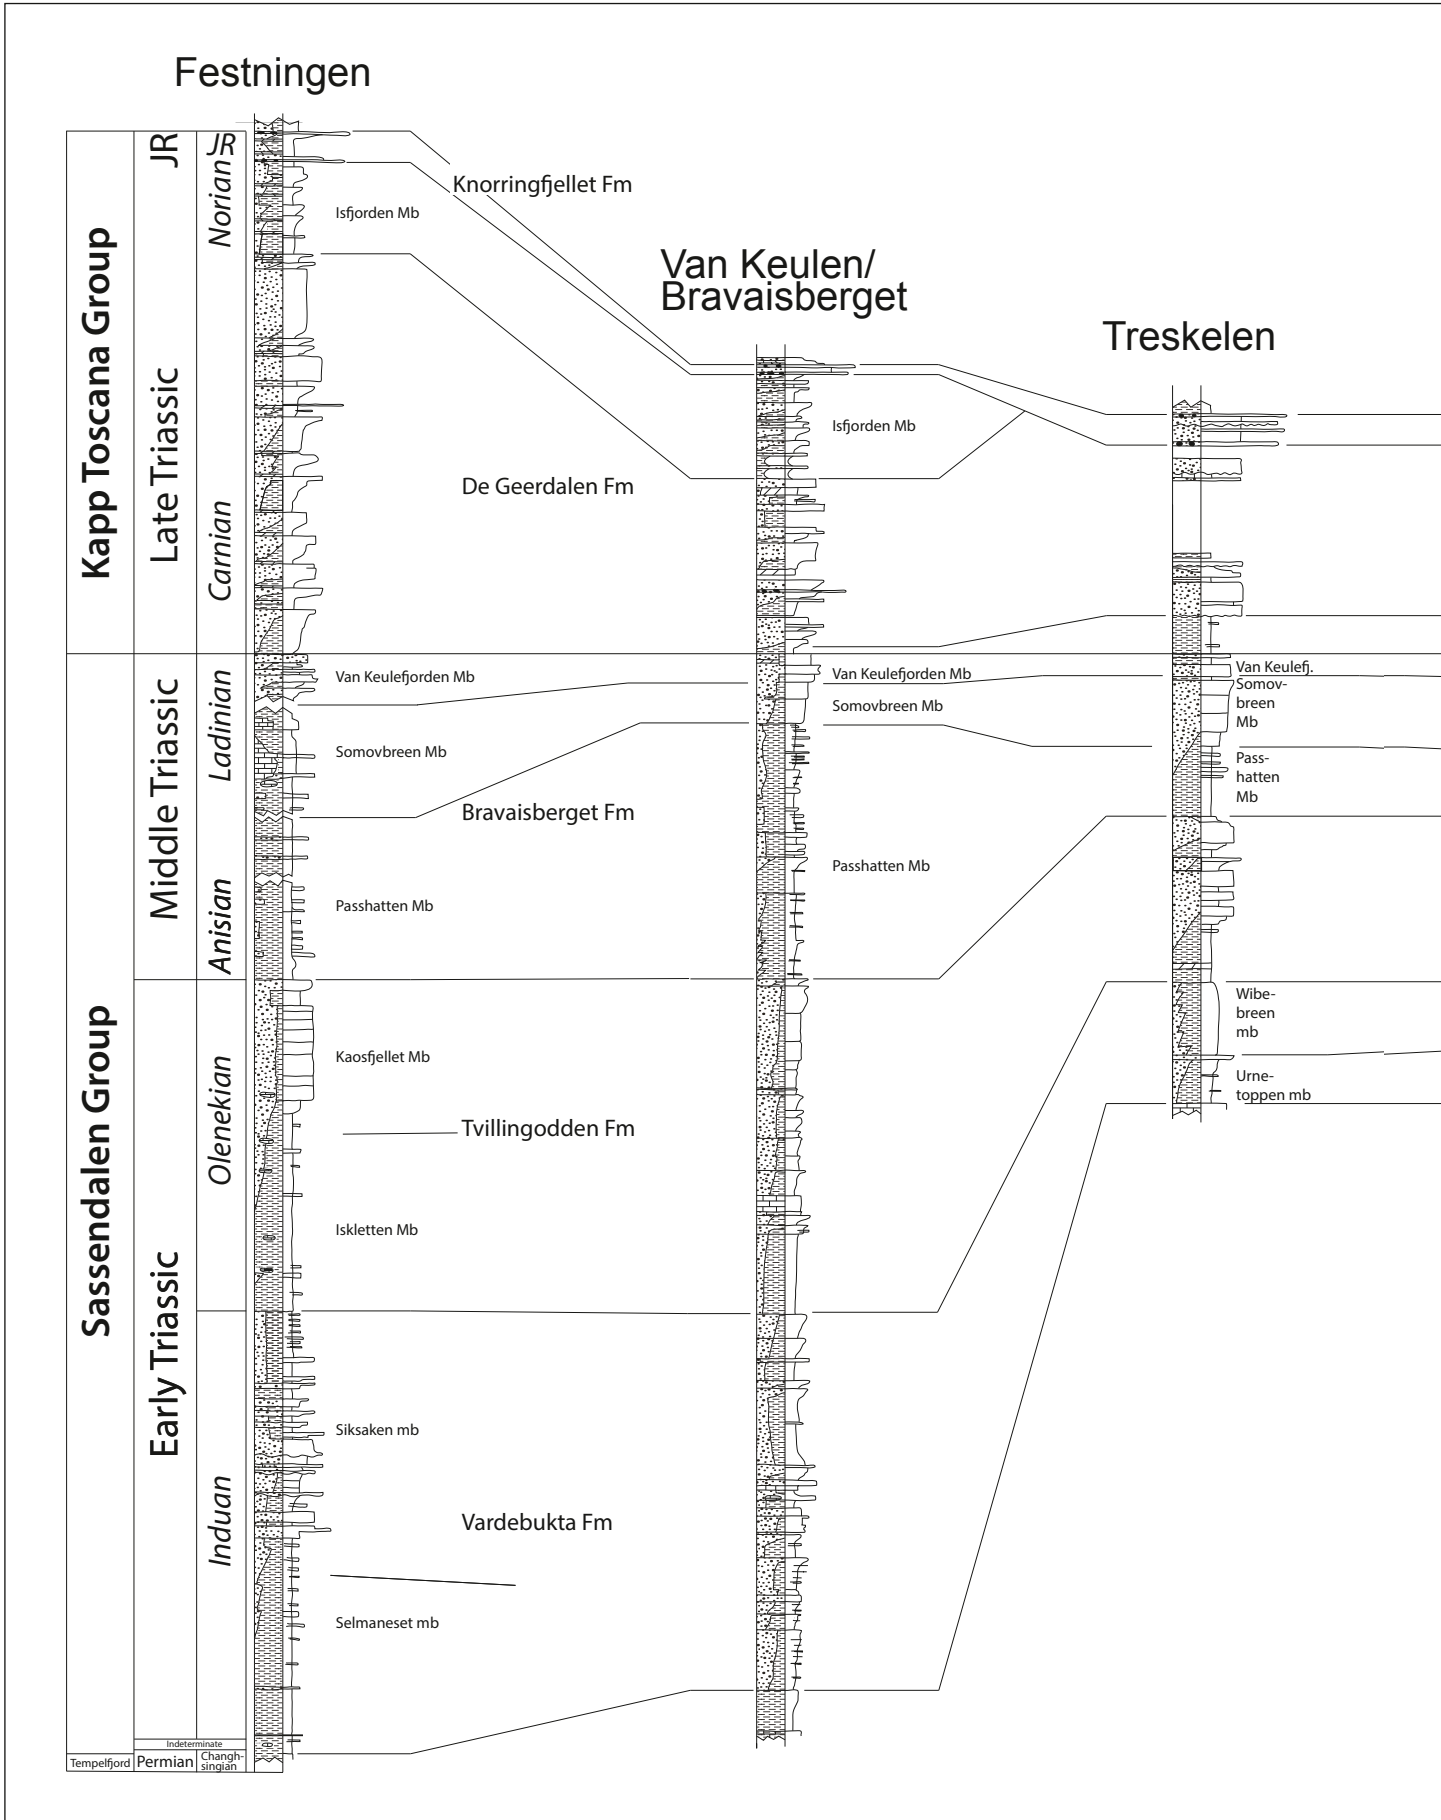 Festningen
Van Keulen/
Bravaisberget
Treskelen
Kapp Toscana Group
Sassendalen Group
Tempelfjord
JR
Late Triassic
Middle Triassic
Early Triassic
Permian
JR
Norian
Carnian
Ladinian
Anisian
Olenekian
Induan
Indeterminate
Changh-
singian
Knorringfjellet Fm
Isfjorden Mb
De Geerdalen Fm
Van Keulefjorden Mb
Somovbreen Mb
Bravaisberget Fm
Passhatten Mb
Kaosfjellet Mb
Tvillingodden Fm
Iskletten Mb
Siksaken mb
Vardebukta Fm
Selmaneset mb
Isfjorden Mb
Van Keulefjorden Mb
Somovbreen Mb
Passhatten Mb
Van Keulefj.
Somov-
breen
Mb
Pass-
hatten
Mb
Wibe-
breen
mb
Urne-
toppen mb